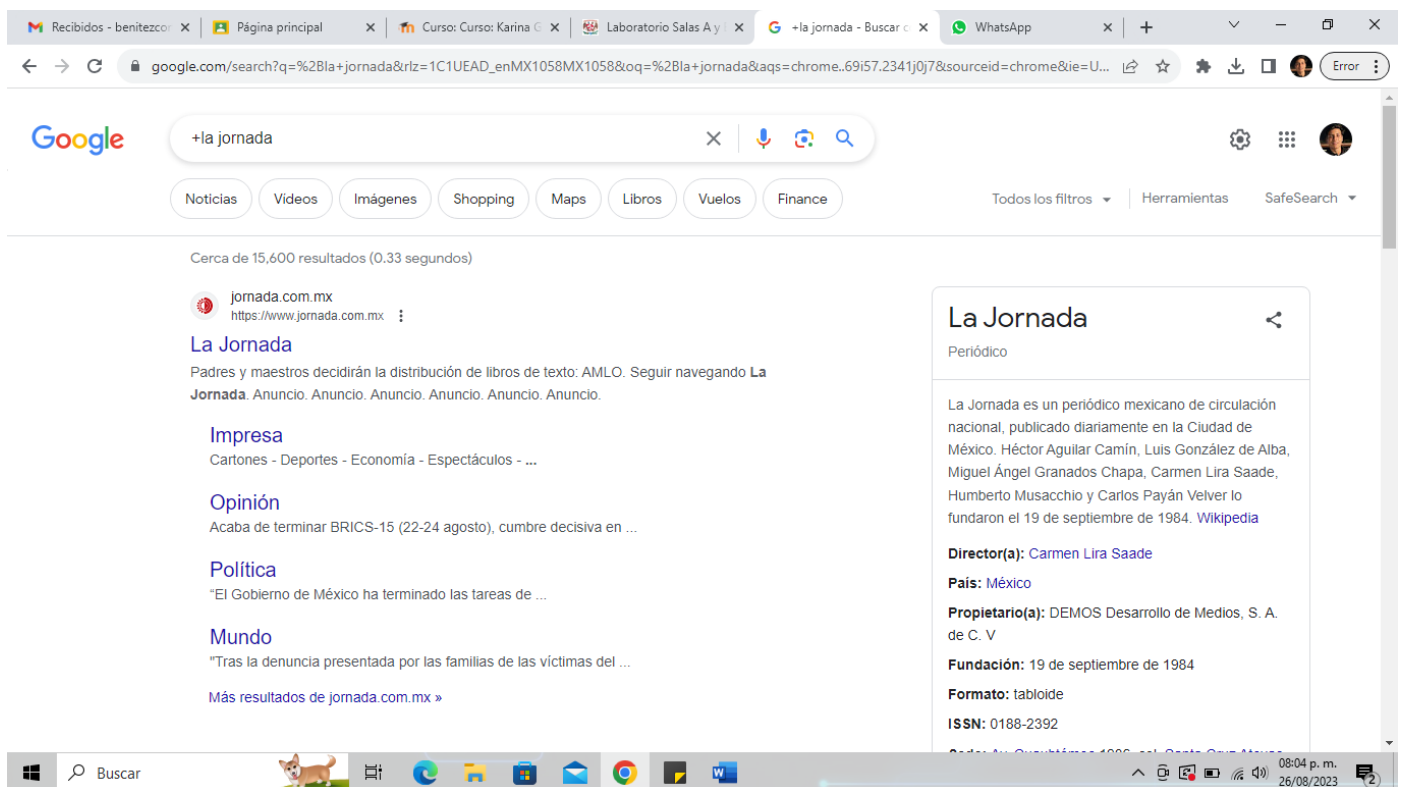 Recibidos - benitezcor
Página principal
Curso: Curso: Karina G
Laboratorio Salas A y
+la jornada - Buscar c
WhatsApp
google.com/search?q=%2Bla+jornada&rlz=1C1UEAD_enMX1058MX1058&oq=%2Bla+jornada&aqs=chrome..69i57.2341j0j7&sourceid=chrome&ie=U...
Error
Google
+la jornada
Noticias
Videos
Imágenes
Shopping
Maps
Libros
Vuelos
Finance
Todos los filtros
Herramientas
SafeSearch
Cerca de 15,600 resultados (0.33 segundos)
jornada.com.mx
https://www.jornada.com.mx
La Jornada
Padres y maestros decidirán la distribución de libros de texto: AMLO. Seguir navegando La
Jornada. Anuncio. Anuncio. Anuncio. Anuncio. Anuncio. Anuncio.
Impresa
Cartones - Deportes - Economía - Espectáculos - ...
Opinión
Acaba de terminar BRICS-15 (22-24 agosto), cumbre decisiva en ...
Política
“El Gobierno de México ha terminado las tareas de ...
Mundo
"Tras la denuncia presentada por las familias de las víctimas del ...
Más resultados de jornada.com.mx »
La Jornada
Periódico
La Jornada es un periódico mexicano de circulación
nacional, publicado diariamente en la Ciudad de
México. Héctor Aguilar Camín, Luis González de Alba,
Miguel Ángel Granados Chapa, Carmen Lira Saade,
Humberto Musacchio y Carlos Payán Velver lo
fundaron el 19 de septiembre de 1984. Wikipedia
Director(a): Carmen Lira Saade
País: México
Propietario(a): DEMOS Desarrollo de Medios, S. A.
de C. V
Fundación: 19 de septiembre de 1984
Formato: tabloide
ISSN: 0188-2392
Buscar
08:04 p. m.
26/08/2023
2